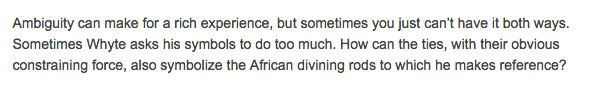 Ambiguity can make for a rich experience, but sometimes you just can't have it both ways.
Sometimes Whyte asks his symbols to do too much. How can the ties, with their obvious
constraining force, also symbolize the African divining rods to which he makes reference?